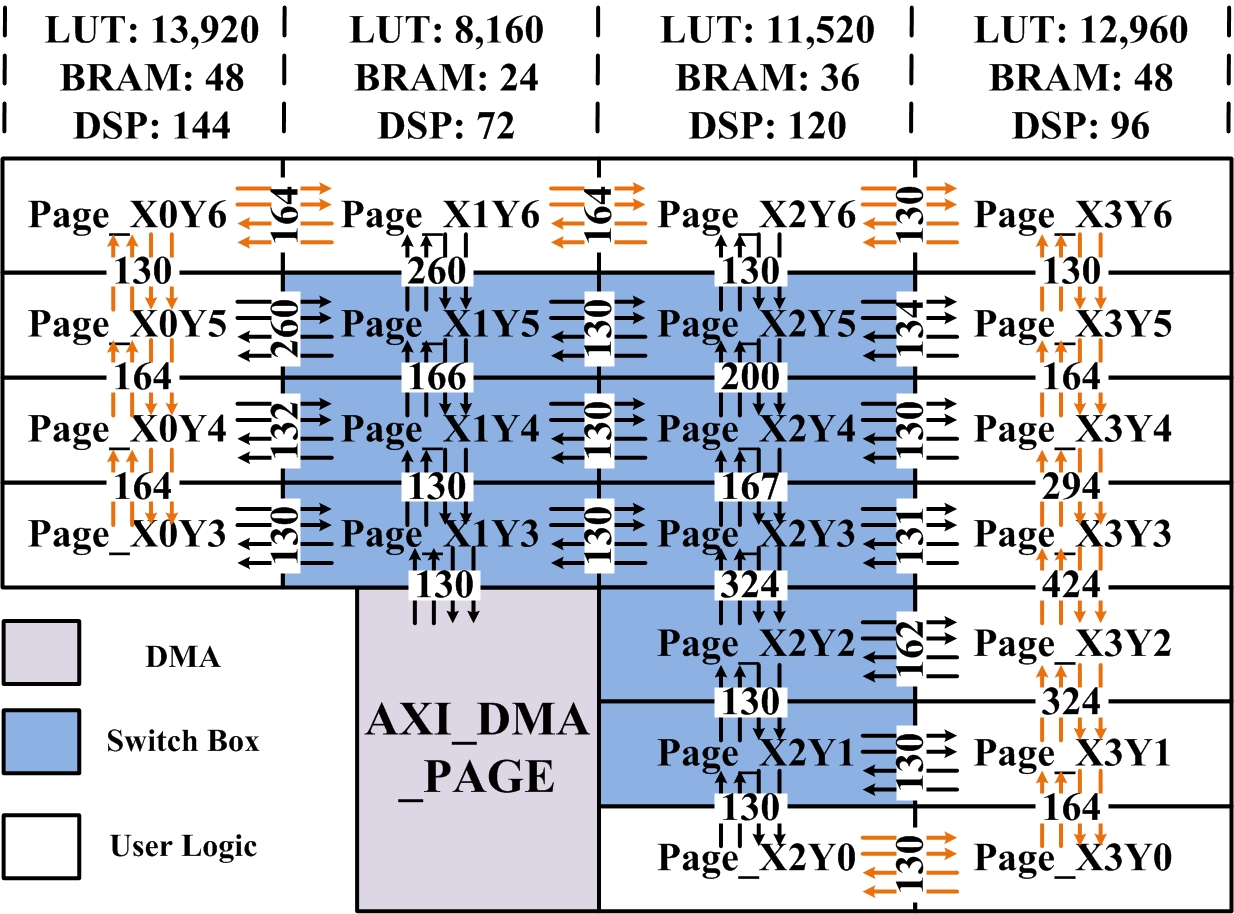 LUT: 13,920
BRAM: 48
DSP: 144
LUT: 8,160
BRAM: 24
DSP: 72
LUT: 11,520
BRAM: 36
DSP: 120
LUT: 12,960
BRAM: 48
DSP: 96
Page_X0Y6
164
Page_X1Y6
164
Page_X2Y6
130
Page_X3Y6
130
260
130
130
Page_X0Y5
260
Page_X1Y5
130
Page_X2Y5
134
Page_X3Y5
164
166
200
164
Page_X0Y4
132
Page_X1Y4
130
Page_X2Y4
130
Page_X3Y4
164
130
167
294
Page_X0Y3
130
Page_X1Y3
130
Page_X2Y3
131
Page_X3Y3
130
324
424
Page_X2Y2
162
Page_X3Y2
130
324
Page_X2Y1
130
Page_X3Y1
130
164
Page_X2Y0
130
Page_X3Y0
AXI_DMA
_PAGE
DMA
Switch Box
User Logic